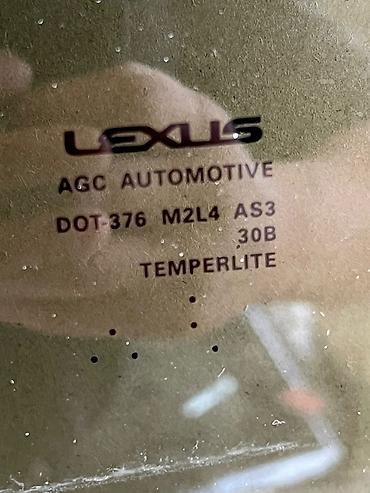 LEXUS
AGC AUTOMOTIVE
DOT-376 M2L4 AS3
30B
TEMPERLITE